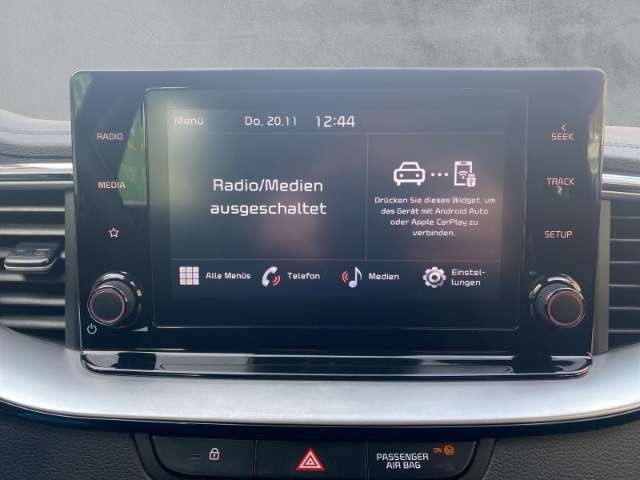 Menü Do, 20.11 12:44
RADIO
MEDIA
SEEK
TRACK
SETUP
Radio/Medien
ausgeschaltet
Drücken Sie dieses Widget, um
das Gerät mit Android Auto
oder Apple CarPlay zu
verbinden.
Alle Menüs
Telefon
Medien
Einstel-
lungen
PASSENGER
AIR BAG
ON